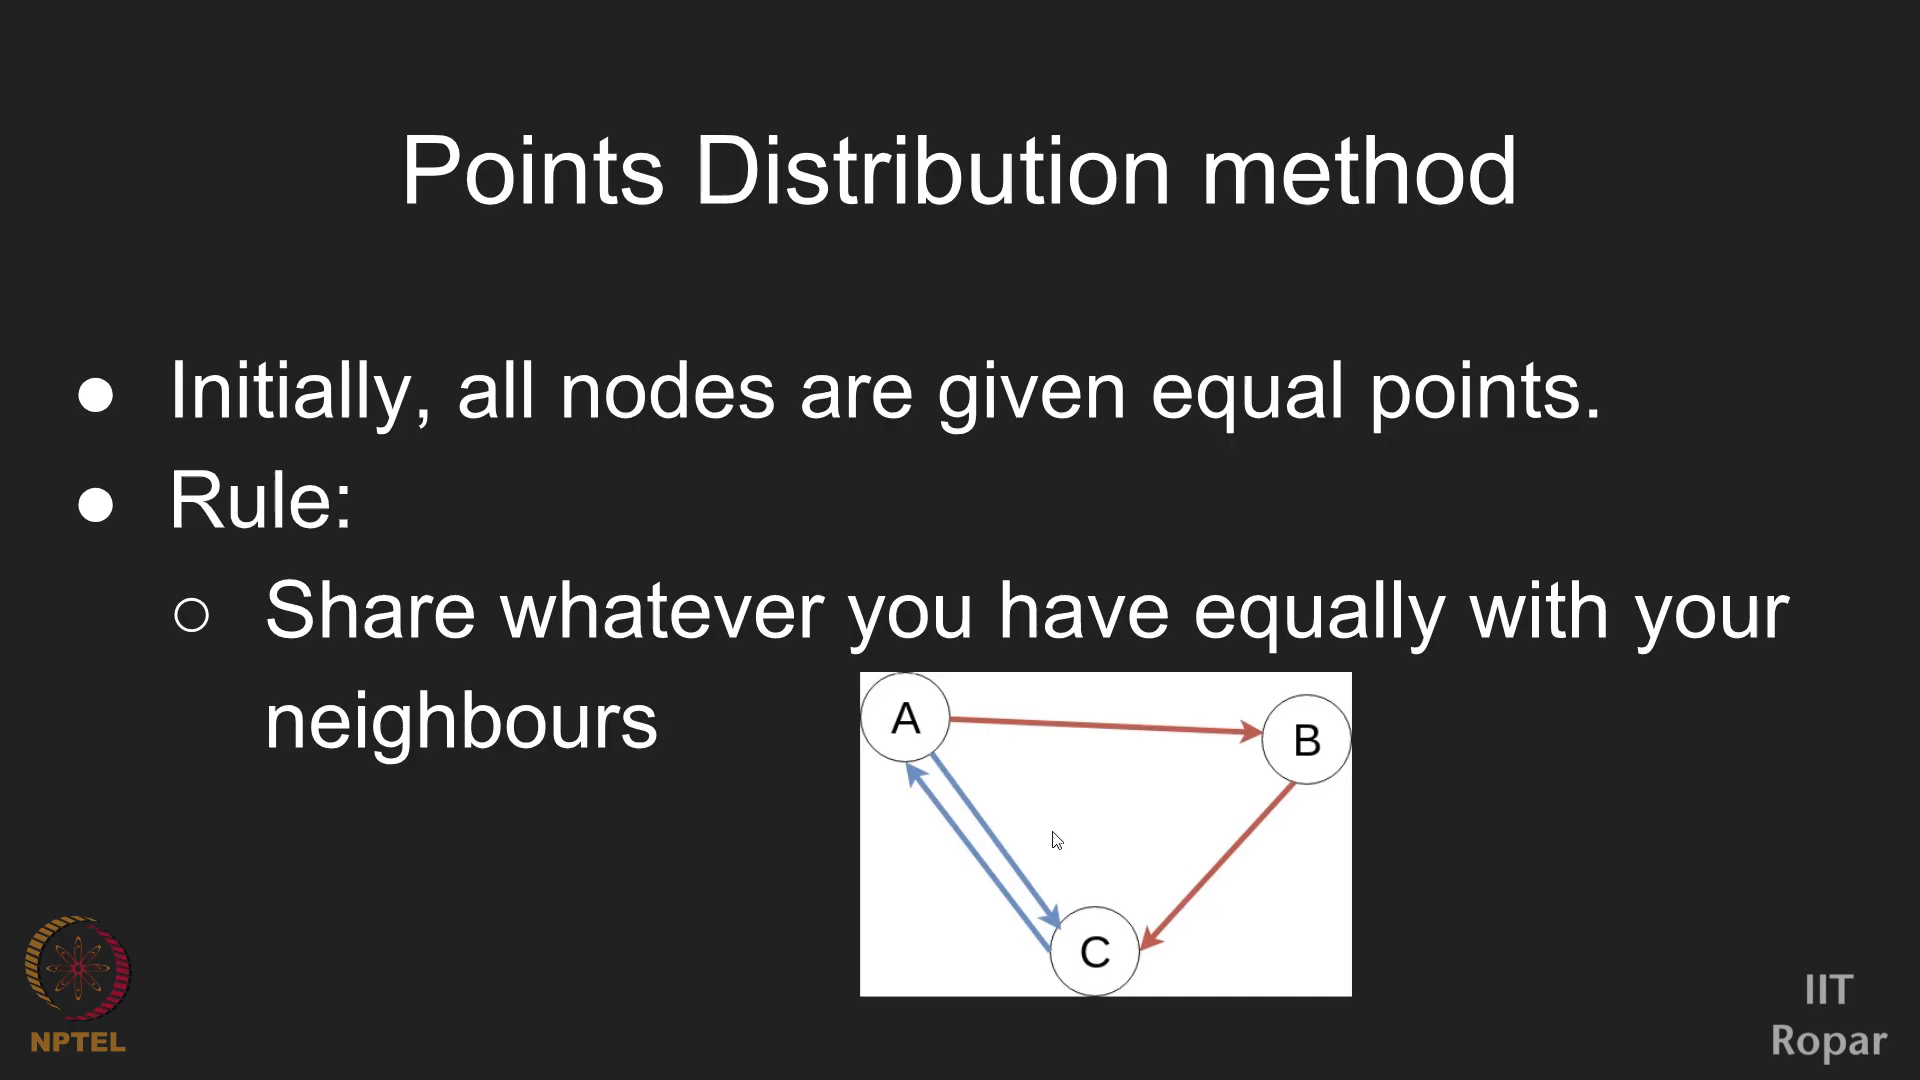 Points Distribution method
● Initially, all nodes are given equal points.
● Rule:
○ Share whatever you have equally with your
neighbours
A
B
C
NPTEL
IIT
Ropar